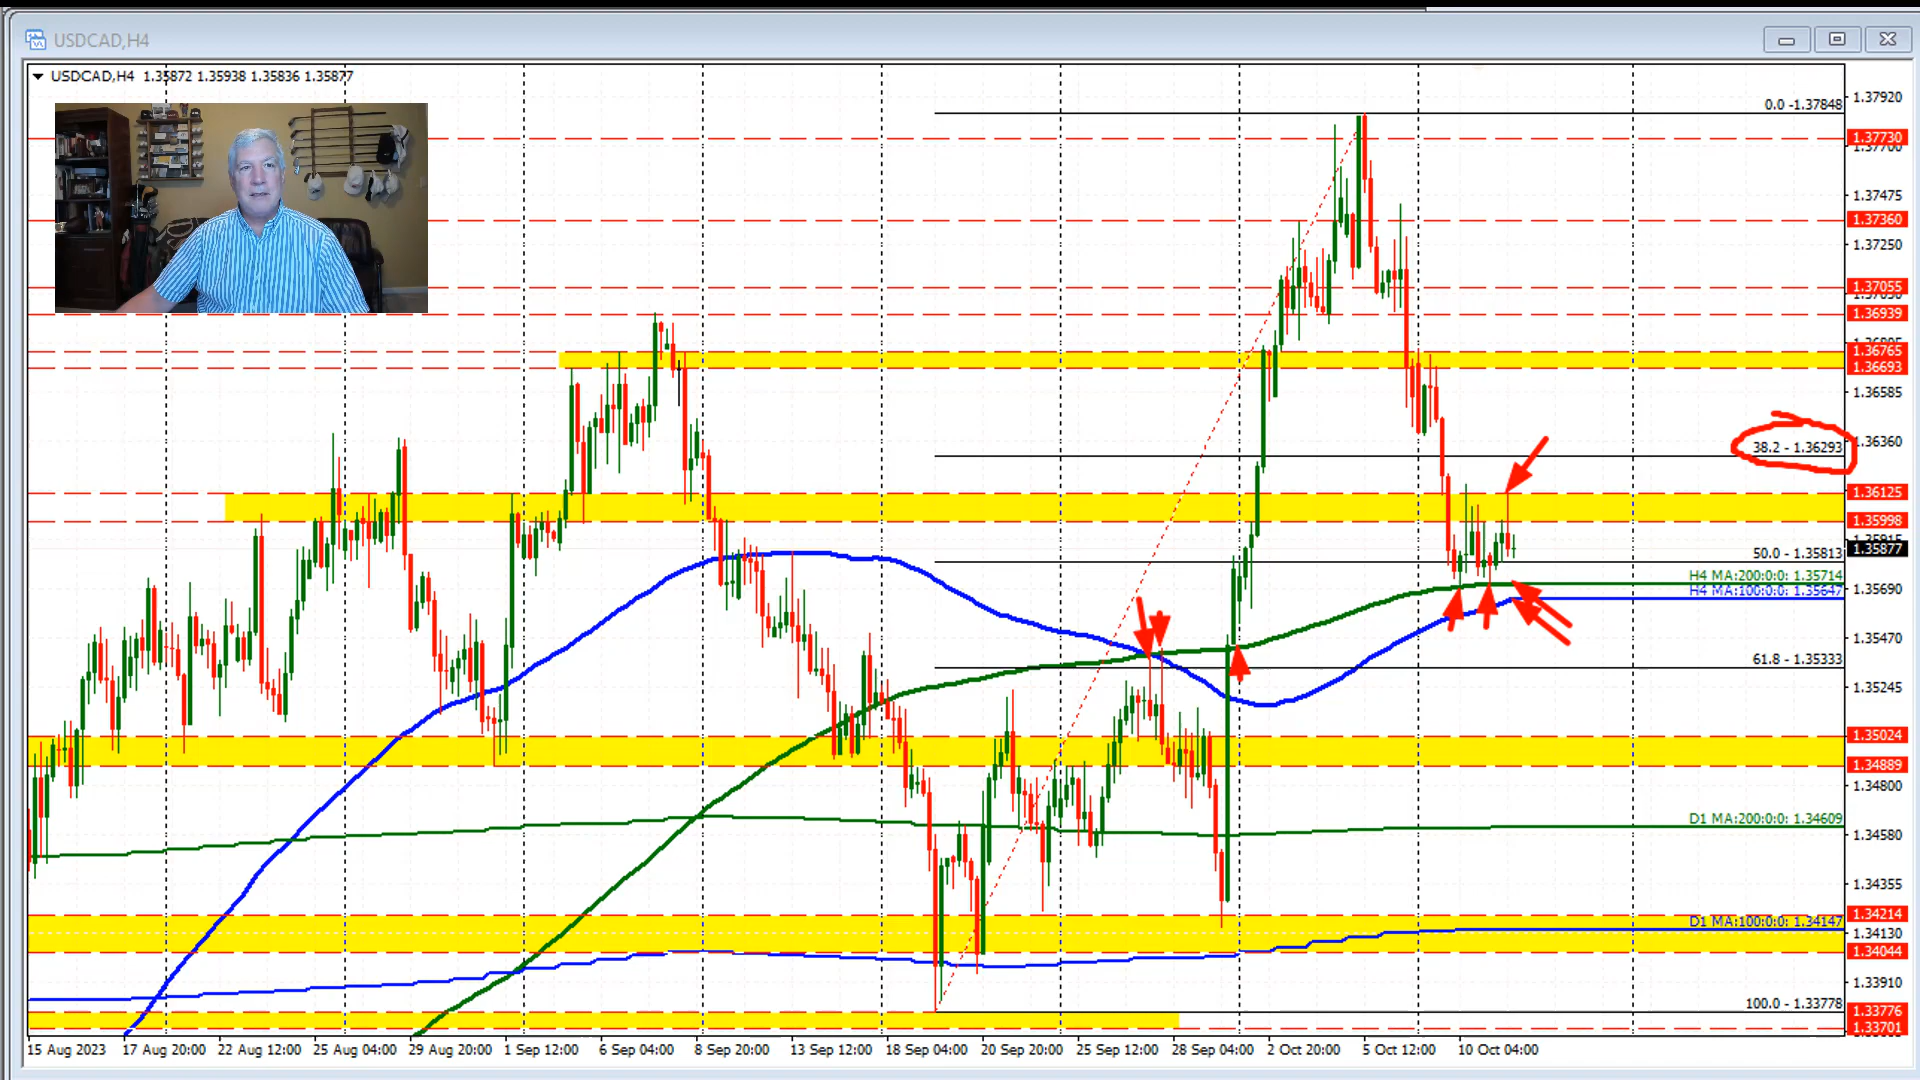 USDCAD,H4
USDCAD,H4 1.35872 1.35938 1.35836 1.35877
0.0 -1.37848
1.37920
1.37730
1.37700
1.37475
1.37360
1.37250
1.37055
1.36939
1.36765
1.36693
1.36585
38.2 - 1.36293
1.36360
1.36125
1.35998
1.35877
50.0 - 1.35813
H4 MA:200:0:0: 1.35714
H4 MA:100:0:0: 1.35647
1.35690
1.35470
61.8 - 1.35333
1.35245
1.35024
1.34889
1.34800
D1 MA:200:0:0: 1.34609
1.34580
1.34355
1.34214
D1 MA:100:0:0: 1.34147
1.34130
1.34044
1.33910
100.0 - 1.33778
1.33776
1.33701
15 Aug 2023 17 Aug 20:00 22 Aug 12:00 25 Aug 04:00 29 Aug 20:00 1 Sep 12:00 6 Sep 04:00 8 Sep 20:00 13 Sep 12:00 18 Sep 04:00 20 Sep 20:00 25 Sep 12:00 28 Sep 04:00 2 Oct 20:00 5 Oct 12:00 10 Oct 04:00